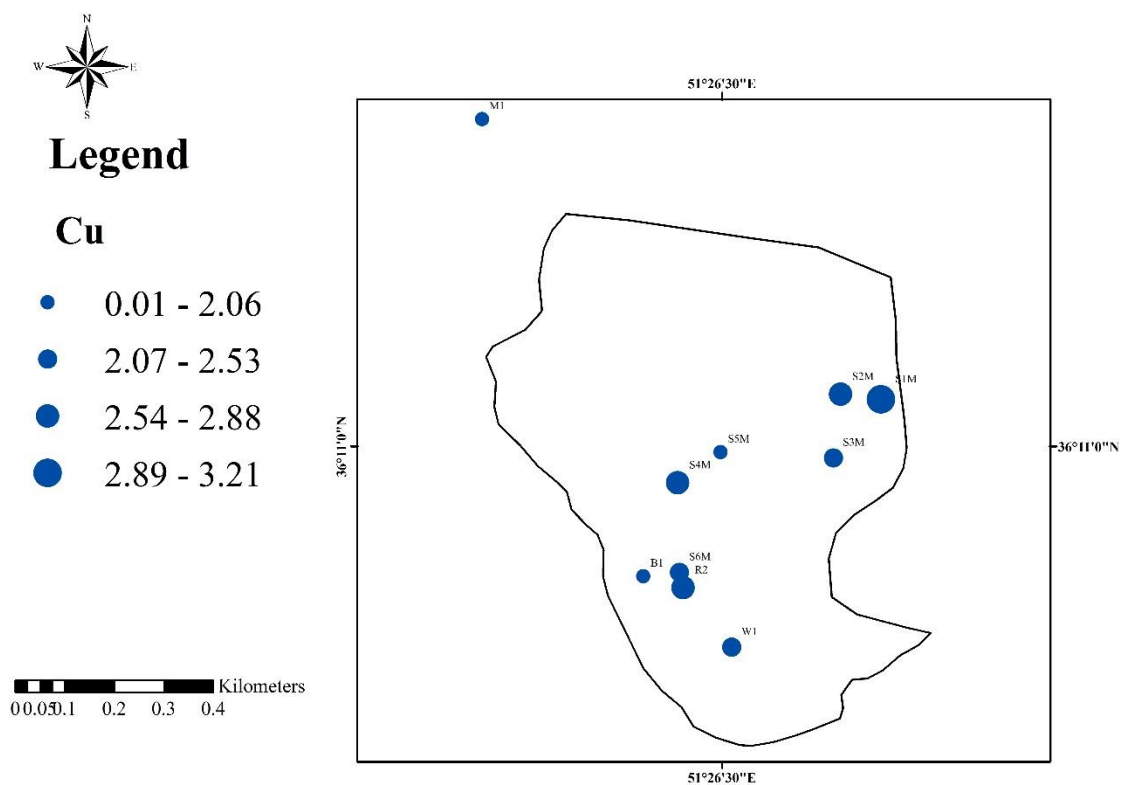 N
W E
S
Legend
Cu
0.01 - 2.06
2.07 - 2.53
2.54 - 2.88
2.89 - 3.21
Kilometers
0 0.05 0.1 0.2 0.3 0.4
51°26'30"E
M1
S2M
S1M
36°11'0"N
36°11'0"N
S5M
S3M
S4M
S6M
B1
R2
W1
51°26'30"E